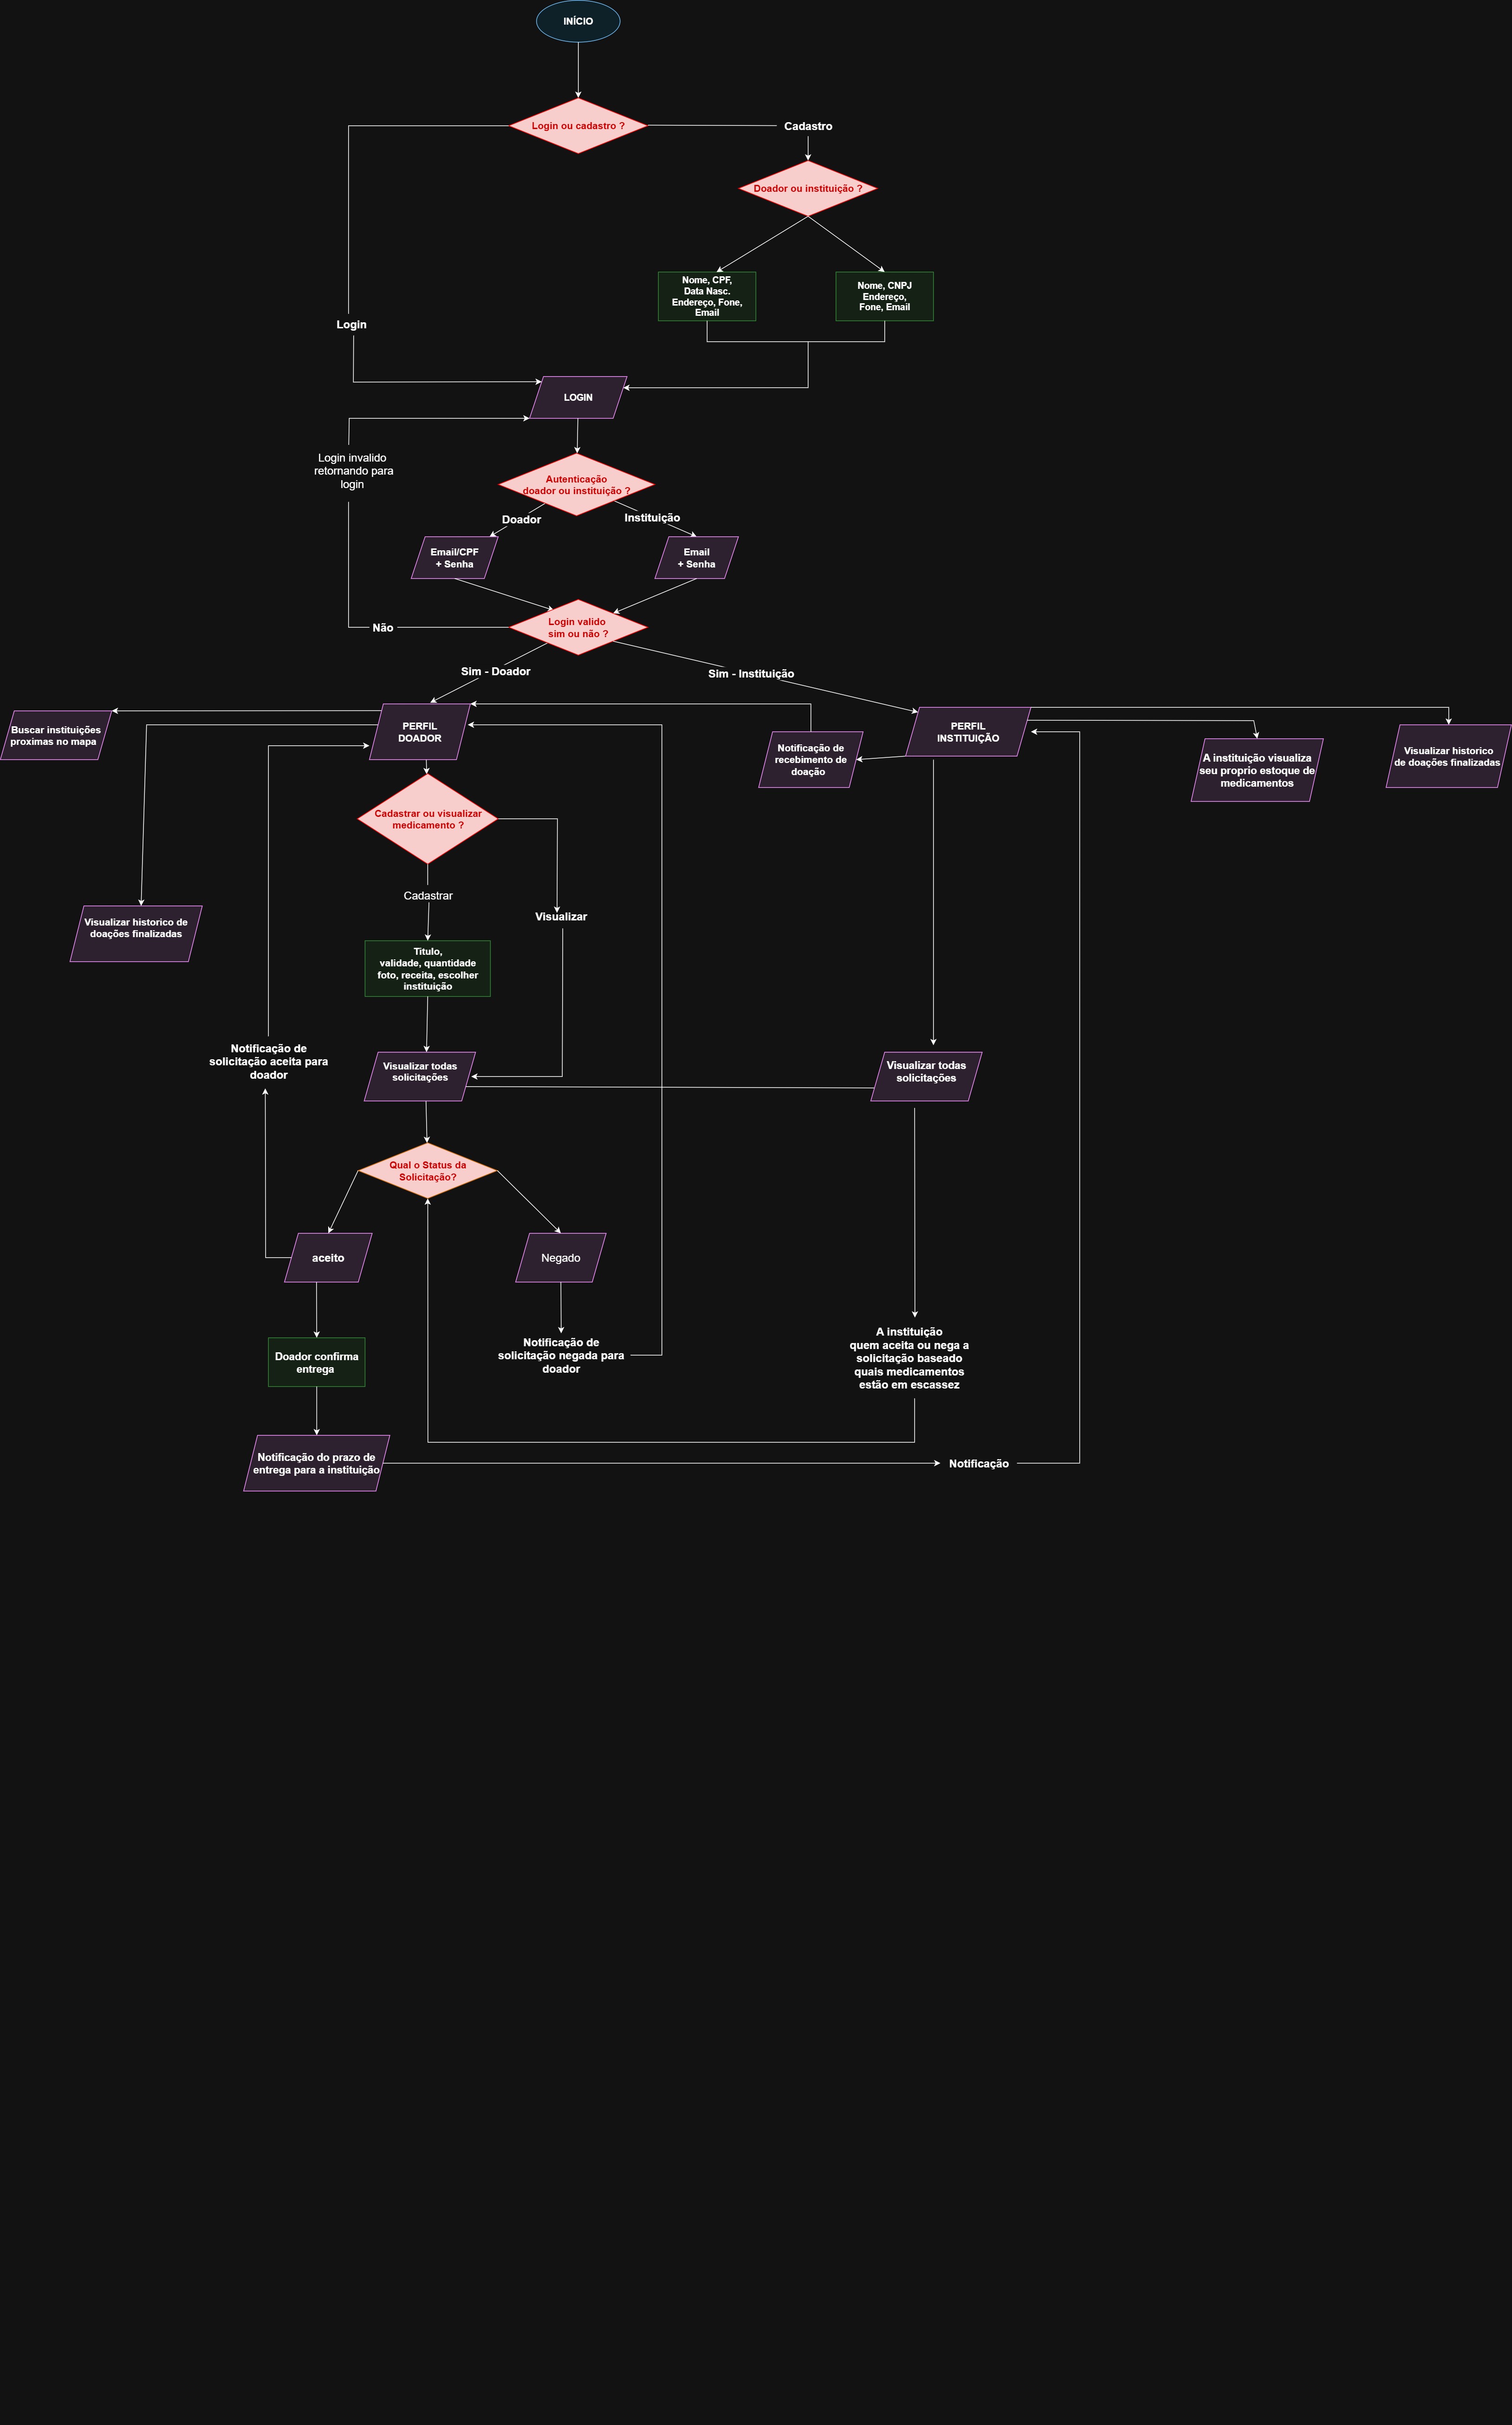 INÍCIO
Login ou cadastro ?
Cadastro
Doador ou instituição ?
Nome, CPF,
Data Nasc.
Endereço, Fone,
Email
Nome, CNPJ
Endereço,
Fone, Email
Login
LOGIN
Login invalido
retornando para
login
Autenticação
doador ou instituição ?
Doador
Instituição
Email/CPF
+ Senha
Email
+ Senha
Login valido
sim ou não ?
Não
Sim - Doador
Sim - Instituição
Buscar instituições
proximas no mapa
PERFIL
DOADOR
Notificação de
recebimento de
doação
PERFIL
INSTITUIÇÃO
A instituição visualiza
seu proprio estoque de
medicamentos
Visualizar historico
de doações finalizadas
Cadastrar ou visualizar
medicamento ?
Cadastrar
Visualizar
Visualizar historico de
doações finalizadas
Titulo,
validade, quantidade
foto, receita, escolher
instituição
Notificação de
solicitação aceita para
doador
Visualizar todas
solicitações
Visualizar todas
solicitações
Qual o Status da
Solicitação?
aceito
Negado
Doador confirma
entrega
Notificação de
solicitação negada para
doador
A instituição
quem aceita ou nega a
solicitação baseado
quais medicamentos
estão em escassez
Notificação do prazo de
entrega para a instituição
Notificação